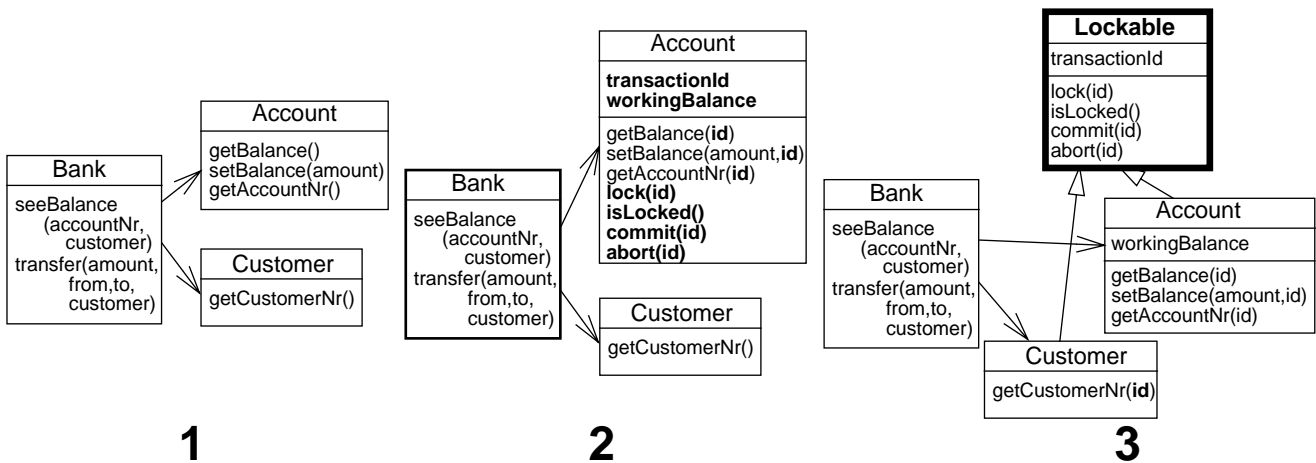 Bank
seeBalance
(accountNr,
customer)
transfer(amount,
from,to,
customer)
Account
getBalance()
setBalance(amount)
getAccountNr()
Customer
getCustomerNr()
1
Bank
seeBalance
(accountNr,
customer)
transfer(amount,
from,to,
customer)
Account
transactionId
workingBalance
getBalance(id)
setBalance(amount,id)
getAccountNr(id)
lock(id)
isLocked()
commit(id)
abort(id)
Customer
getCustomerNr()
2
Lockable
transactionId
lock(id)
isLocked()
commit(id)
abort(id)
Bank
seeBalance
(accountNr,
customer)
transfer(amount,
from,to,
customer)
Account
workingBalance
getBalance(id)
setBalance(amount,id)
getAccountNr(id)
Customer
getCustomerNr(id)
3